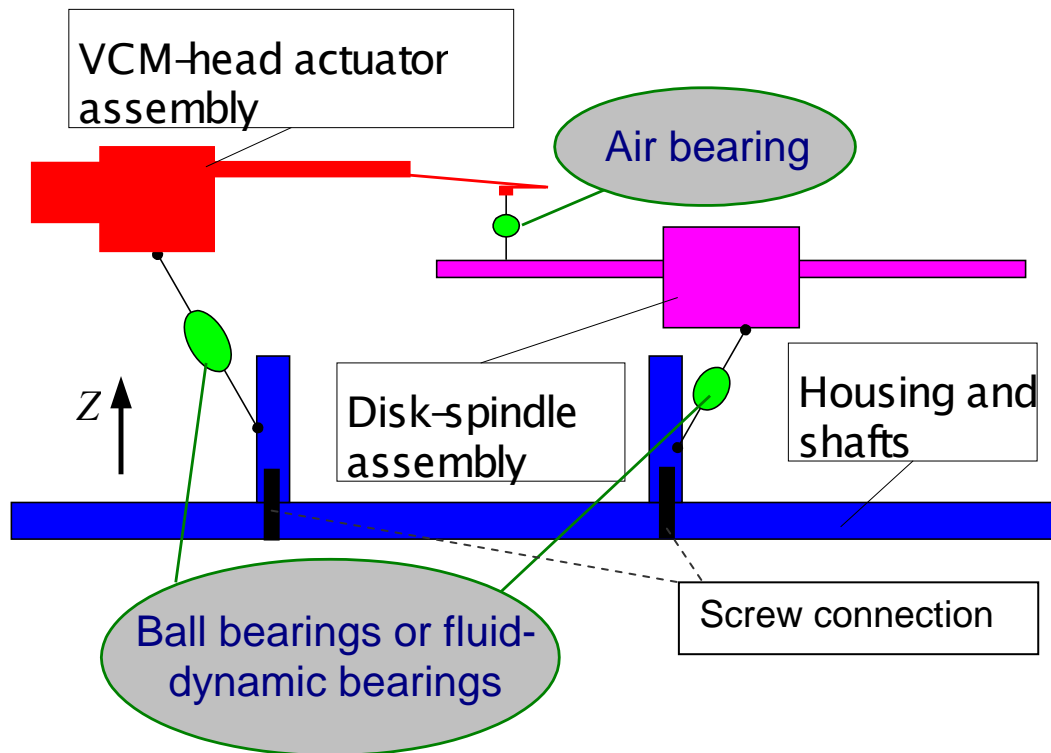 VCM-head actuator
assembly
Air bearing
Z
Disk-spindle
assembly
Housing and
shafts
Ball bearings or fluid-
dynamic bearings
Screw connection